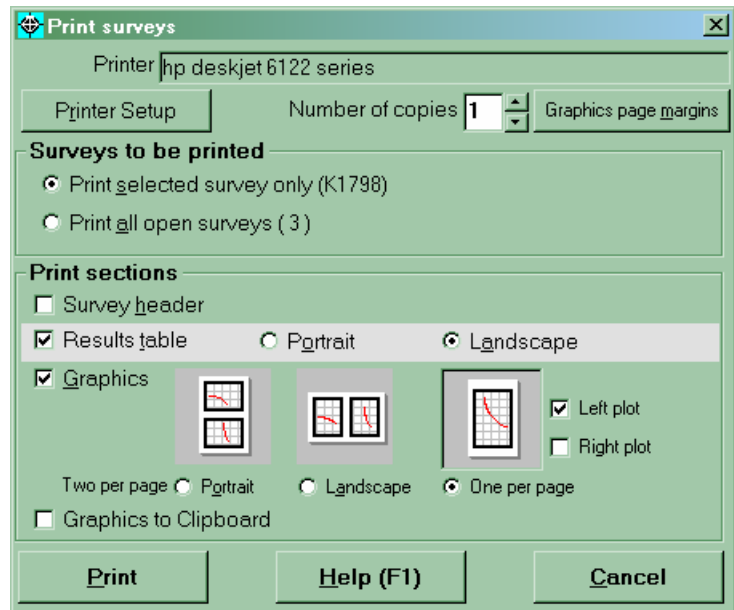 Print surveys
Printer hp deskjet 6122 series
Printer Setup Number of copies 1 Graphics page margins
Surveys to be printed
Print selected survey only (K1798)
Print all open surveys ( 3 )
Print sections
Survey header
Results table Portrait Landscape
Graphics
Left plot
Right plot
Two per page Portrait Landscape One per page
Graphics to Clipboard
Print Help (F1) Cancel